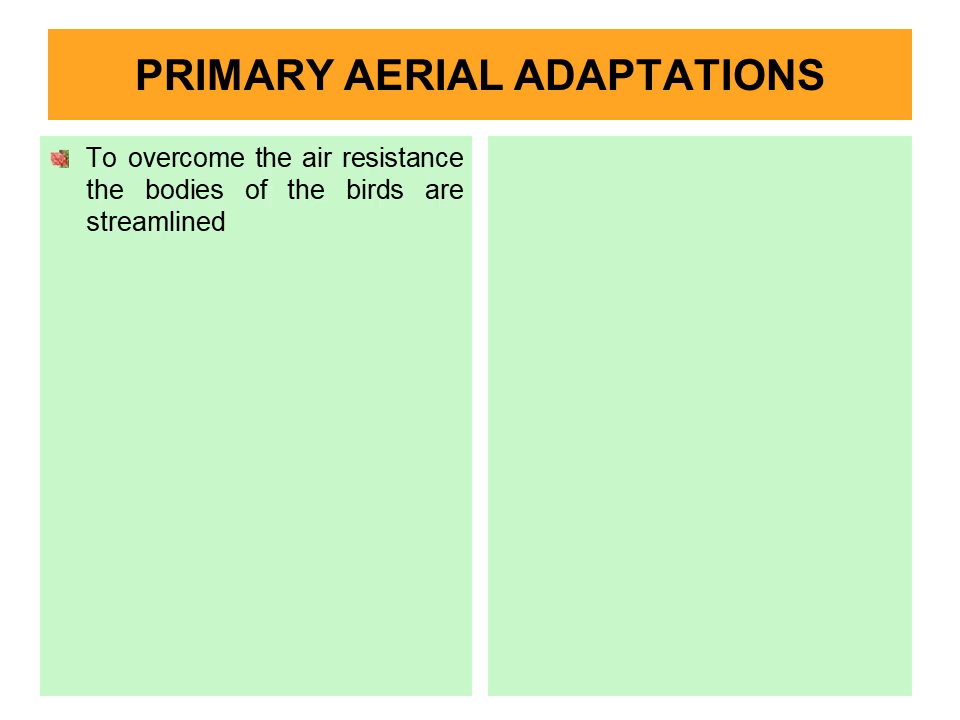 PRIMARY AERIAL ADAPTATIONS
To overcome the air resistance
the bodies of the birds are
streamlined